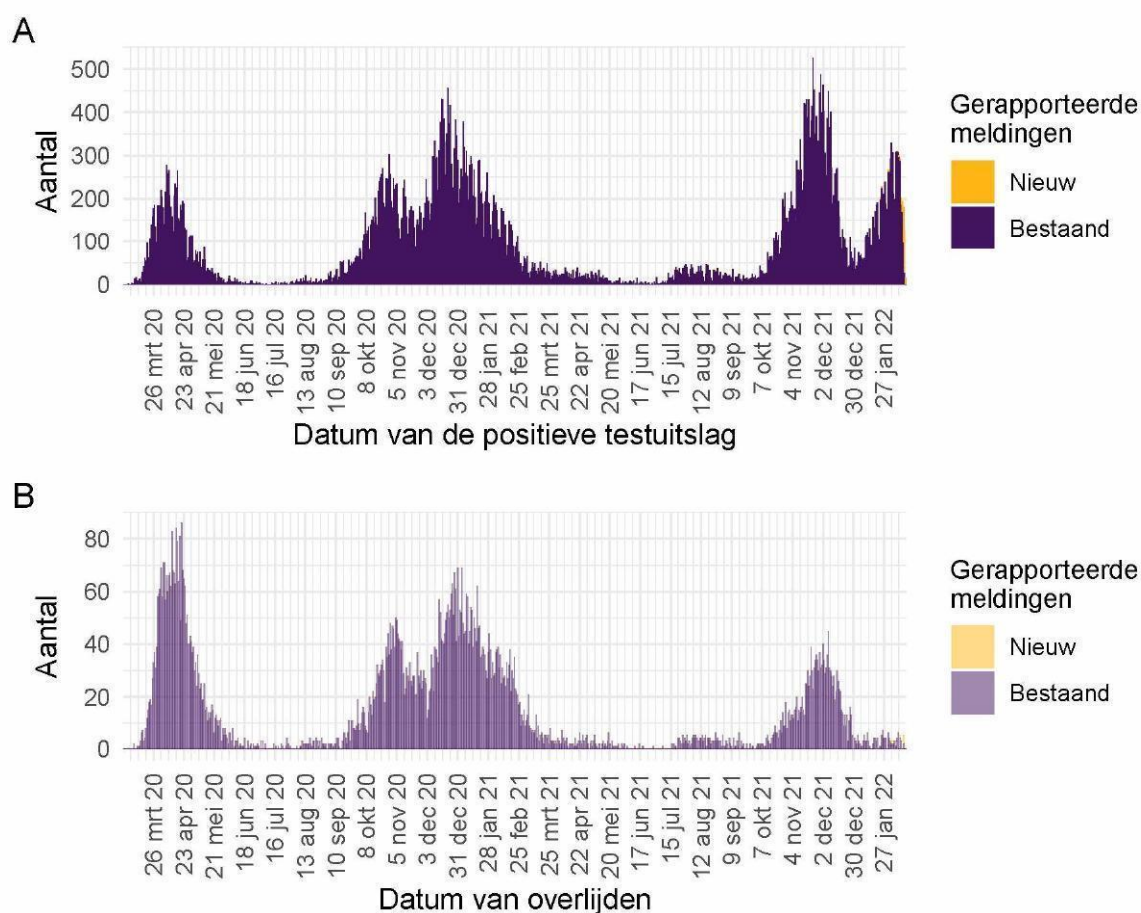 A
Aantal
500
400
300
200
100
0
26 mrt 20
23 apr 20
21 mei 20
18 jun 20
16 jul 20
13 aug 20
10 sep 20
8 okt 20
5 nov 20
3 dec 20
31 dec 20
28 jan 21
25 feb 21
25 mrt 21
22 apr 21
20 mei 21
17 jun 21
15 jul 21
12 aug 21
9 sep 21
7 okt 21
4 nov 21
2 dec 21
30 dec 21
27 jan 22
Datum van de positieve testuitslag
Gerapporteerde
meldingen
Nieuw
Bestaand
B
Aantal
80
60
40
20
0
26 mrt 20
23 apr 20
21 mei 20
18 jun 20
16 jul 20
13 aug 20
10 sep 20
8 okt 20
5 nov 20
3 dec 20
31 dec 20
28 jan 21
25 feb 21
25 mrt 21
22 apr 21
20 mei 21
17 jun 21
15 jul 21
12 aug 21
9 sep 21
7 okt 21
4 nov 21
2 dec 21
30 dec 21
27 jan 22
Datum van overlijden
Gerapporteerde
meldingen
Nieuw
Bestaand